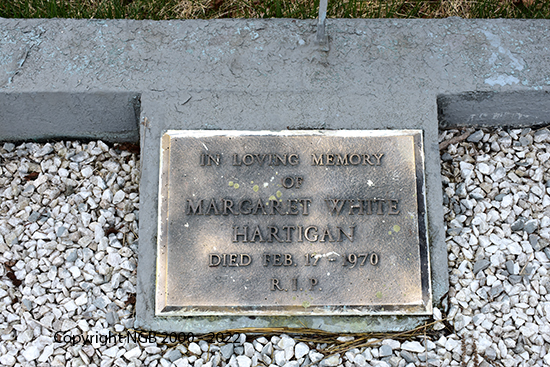 IN LOVING MEMORY
OF
MARGARET WHITE
HARTIGAN
DIED FEB. 17 - 1970
R.I.P.
Copyright NGB 2000 - 2022